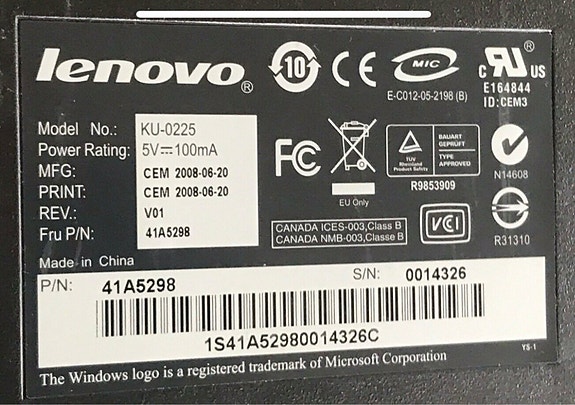 lenovo®
10
CE
MIC
E-C012-05-2198 (B)
c RU US ®
E164844
ID:CEM3
Model No.: KU-0225
Power Rating: 5V⎓100mA
MFG: CEM 2008-06-20
PRINT: CEM 2008-06-20
REV.: V01
Fru P/N: 41A5298
FC
EU Only
TÜV
Rheinland
Product Safety
BAUART
GEPRÜFT
TYPE
APPROVED
R9853909
N14608
CANADA ICES-003,Class B
CANADA NMB-003,Classe B
VCI
R31310
Made in China
P/N: 41A5298
S/N: 0014326
1S41A52980014326C
YS-1
The Windows logo is a registered trademark of Microsoft Corporation